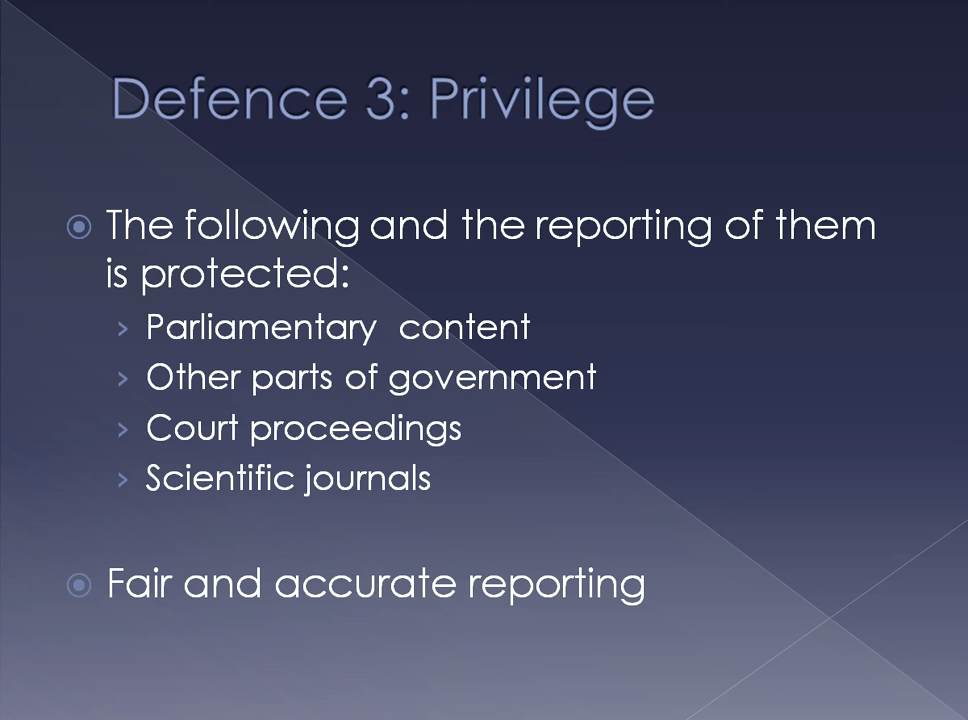 Defence 3: Privilege
The following and the reporting of them
is protected:
Parliamentary  content
Other parts of government
Court proceedings
Scientific journals
Fair and accurate reporting